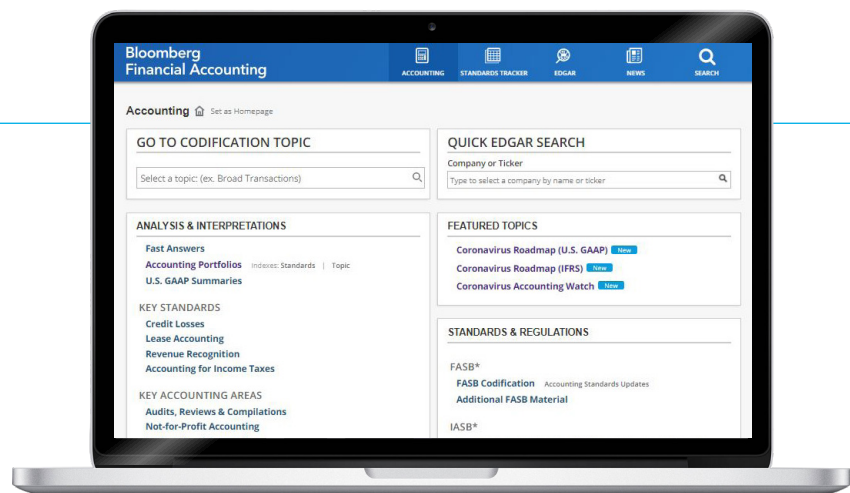 Bloomberg
Financial Accounting
ACCOUNTING
STANDARDS TRACKER
EDGAR
NEWS
SEARCH
Accounting Set as Homepage
GO TO CODIFICATION TOPIC
Select a topic: (ex. Broad Transactions)
QUICK EDGAR SEARCH
Company or Ticker
Type to select a company by name or ticker
ANALYSIS & INTERPRETATIONS
Fast Answers
Accounting Portfolios Indexes: Standards | Topic
U.S. GAAP Summaries
KEY STANDARDS
Credit Losses
Lease Accounting
Revenue Recognition
Accounting for Income Taxes
KEY ACCOUNTING AREAS
Audits, Reviews & Compilations
Not-for-Profit Accounting
FEATURED TOPICS
Coronavirus Roadmap (U.S. GAAP) New
Coronavirus Roadmap (IFRS) New
Coronavirus Accounting Watch New
STANDARDS & REGULATIONS
FASB*
FASB Codification Accounting Standards Updates
Additional FASB Material
IASB*